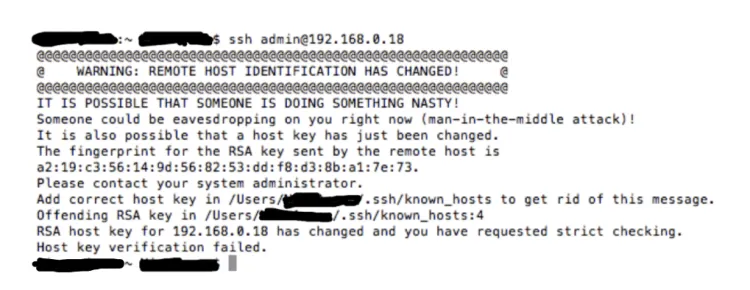 :~ $ ssh admin@192.168.0.18
@@@@@@@@@@@@@@@@@@@@@@@@@@@@@@@@@@@@@@@@@@@@@@@@@@@@@@@@@@@
@ WARNING: REMOTE HOST IDENTIFICATION HAS CHANGED! @
@@@@@@@@@@@@@@@@@@@@@@@@@@@@@@@@@@@@@@@@@@@@@@@@@@@@@@@@@@@
IT IS POSSIBLE THAT SOMEONE IS DOING SOMETHING NASTY!
Someone could be eavesdropping on you right now (man-in-the-middle attack)!
It is also possible that a host key has just been changed.
The fingerprint for the RSA key sent by the remote host is
a2:19:c3:56:14:9d:56:82:53:dd:f8:d3:8b:a1:7e:73.
Please contact your system administrator.
Add correct host key in /Users/ /.ssh/known_hosts to get rid of this message.
Offending RSA key in /Users/ /.ssh/known_hosts:4
RSA host key for 192.168.0.18 has changed and you have requested strict checking.
Host key verification failed.
~ $